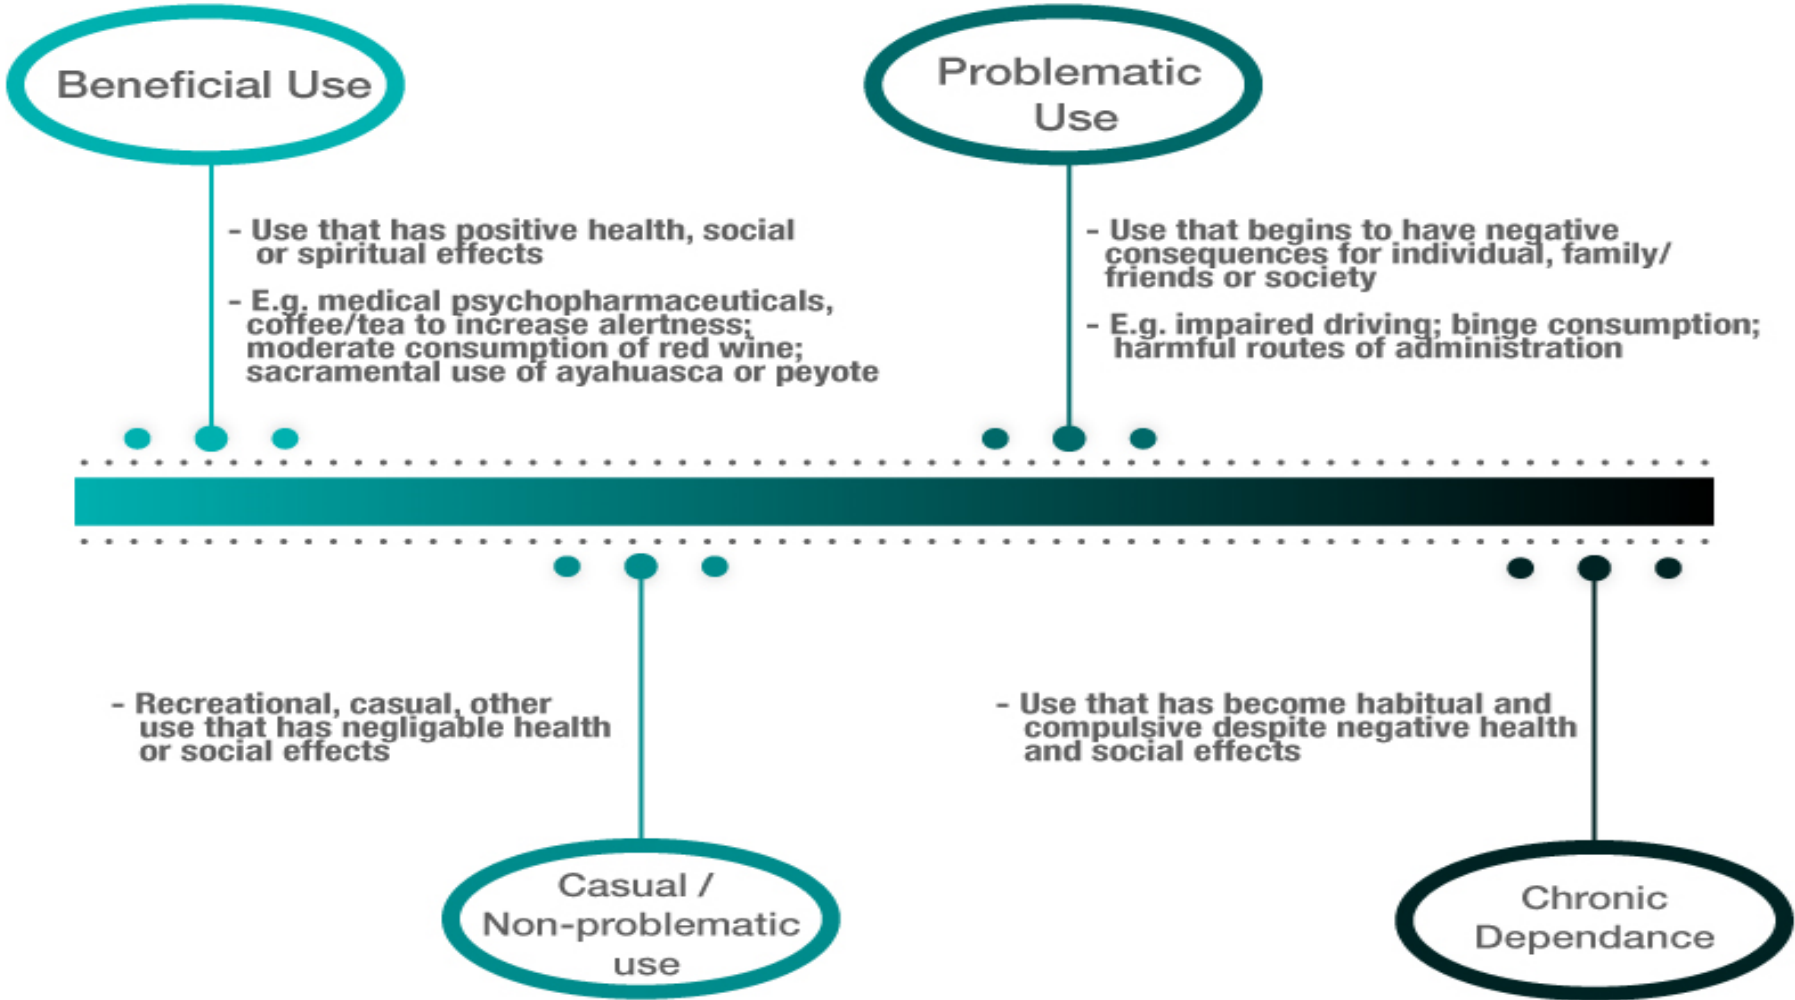 Beneficial Use
- Use that has positive health, social
or spiritual effects
- E.g. medical psychopharmaceuticals,
coffee/tea to increase alertness;
moderate consumption of red wine;
sacramental use of ayahuasca or peyote
Problematic
Use
- Use that begins to have negative
consequences for individual, family/
friends or society
- E.g. impaired driving; binge consumption;
harmful routes of administration
- Recreational, casual, other
use that has negligable health
or social effects
Casual /
Non-problematic
use
- Use that has become habitual and
compulsive despite negative health
and social effects
Chronic
Dependance